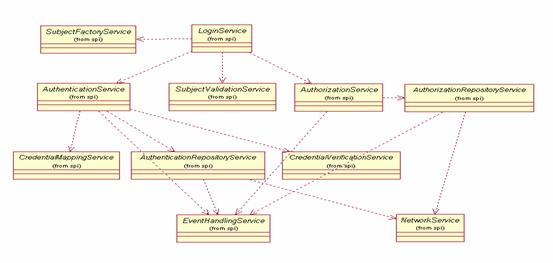 SubjectFactoryService
(from spi)
LoginService
(from spi)
AuthenticationService
(from spi)
SubjectValidationService
(from spi)
AuthorizationService
(from spi)
AuthorizationRepositoryService
(from spi)
CredentialMappingService
(from spi)
AuthenticationRepositoryService
(from spi)
CredentialVerificationService
(from spi)
EventHandlingService
(from spi)
NetworkService
(from spi)